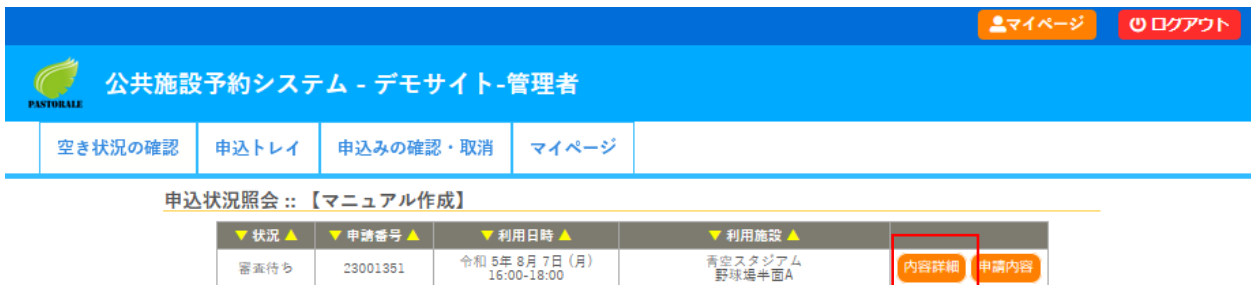 マイページ ログアウト
PASTORALE
公共施設予約システム - デモサイト-管理者
空き状況の確認 申込トレイ 申込みの確認・取消 マイページ
申込状況照会 :: 【マニュアル作成】
▼ 状況 ▲ ▼ 申請番号 ▲ ▼ 利用日時 ▲ ▼ 利用施設 ▲
審査待ち 23001351 令和 5年 8月 7日 (月) 青空スタジアム 内容詳細 申請内容
16:00-18:00 野球場半面A